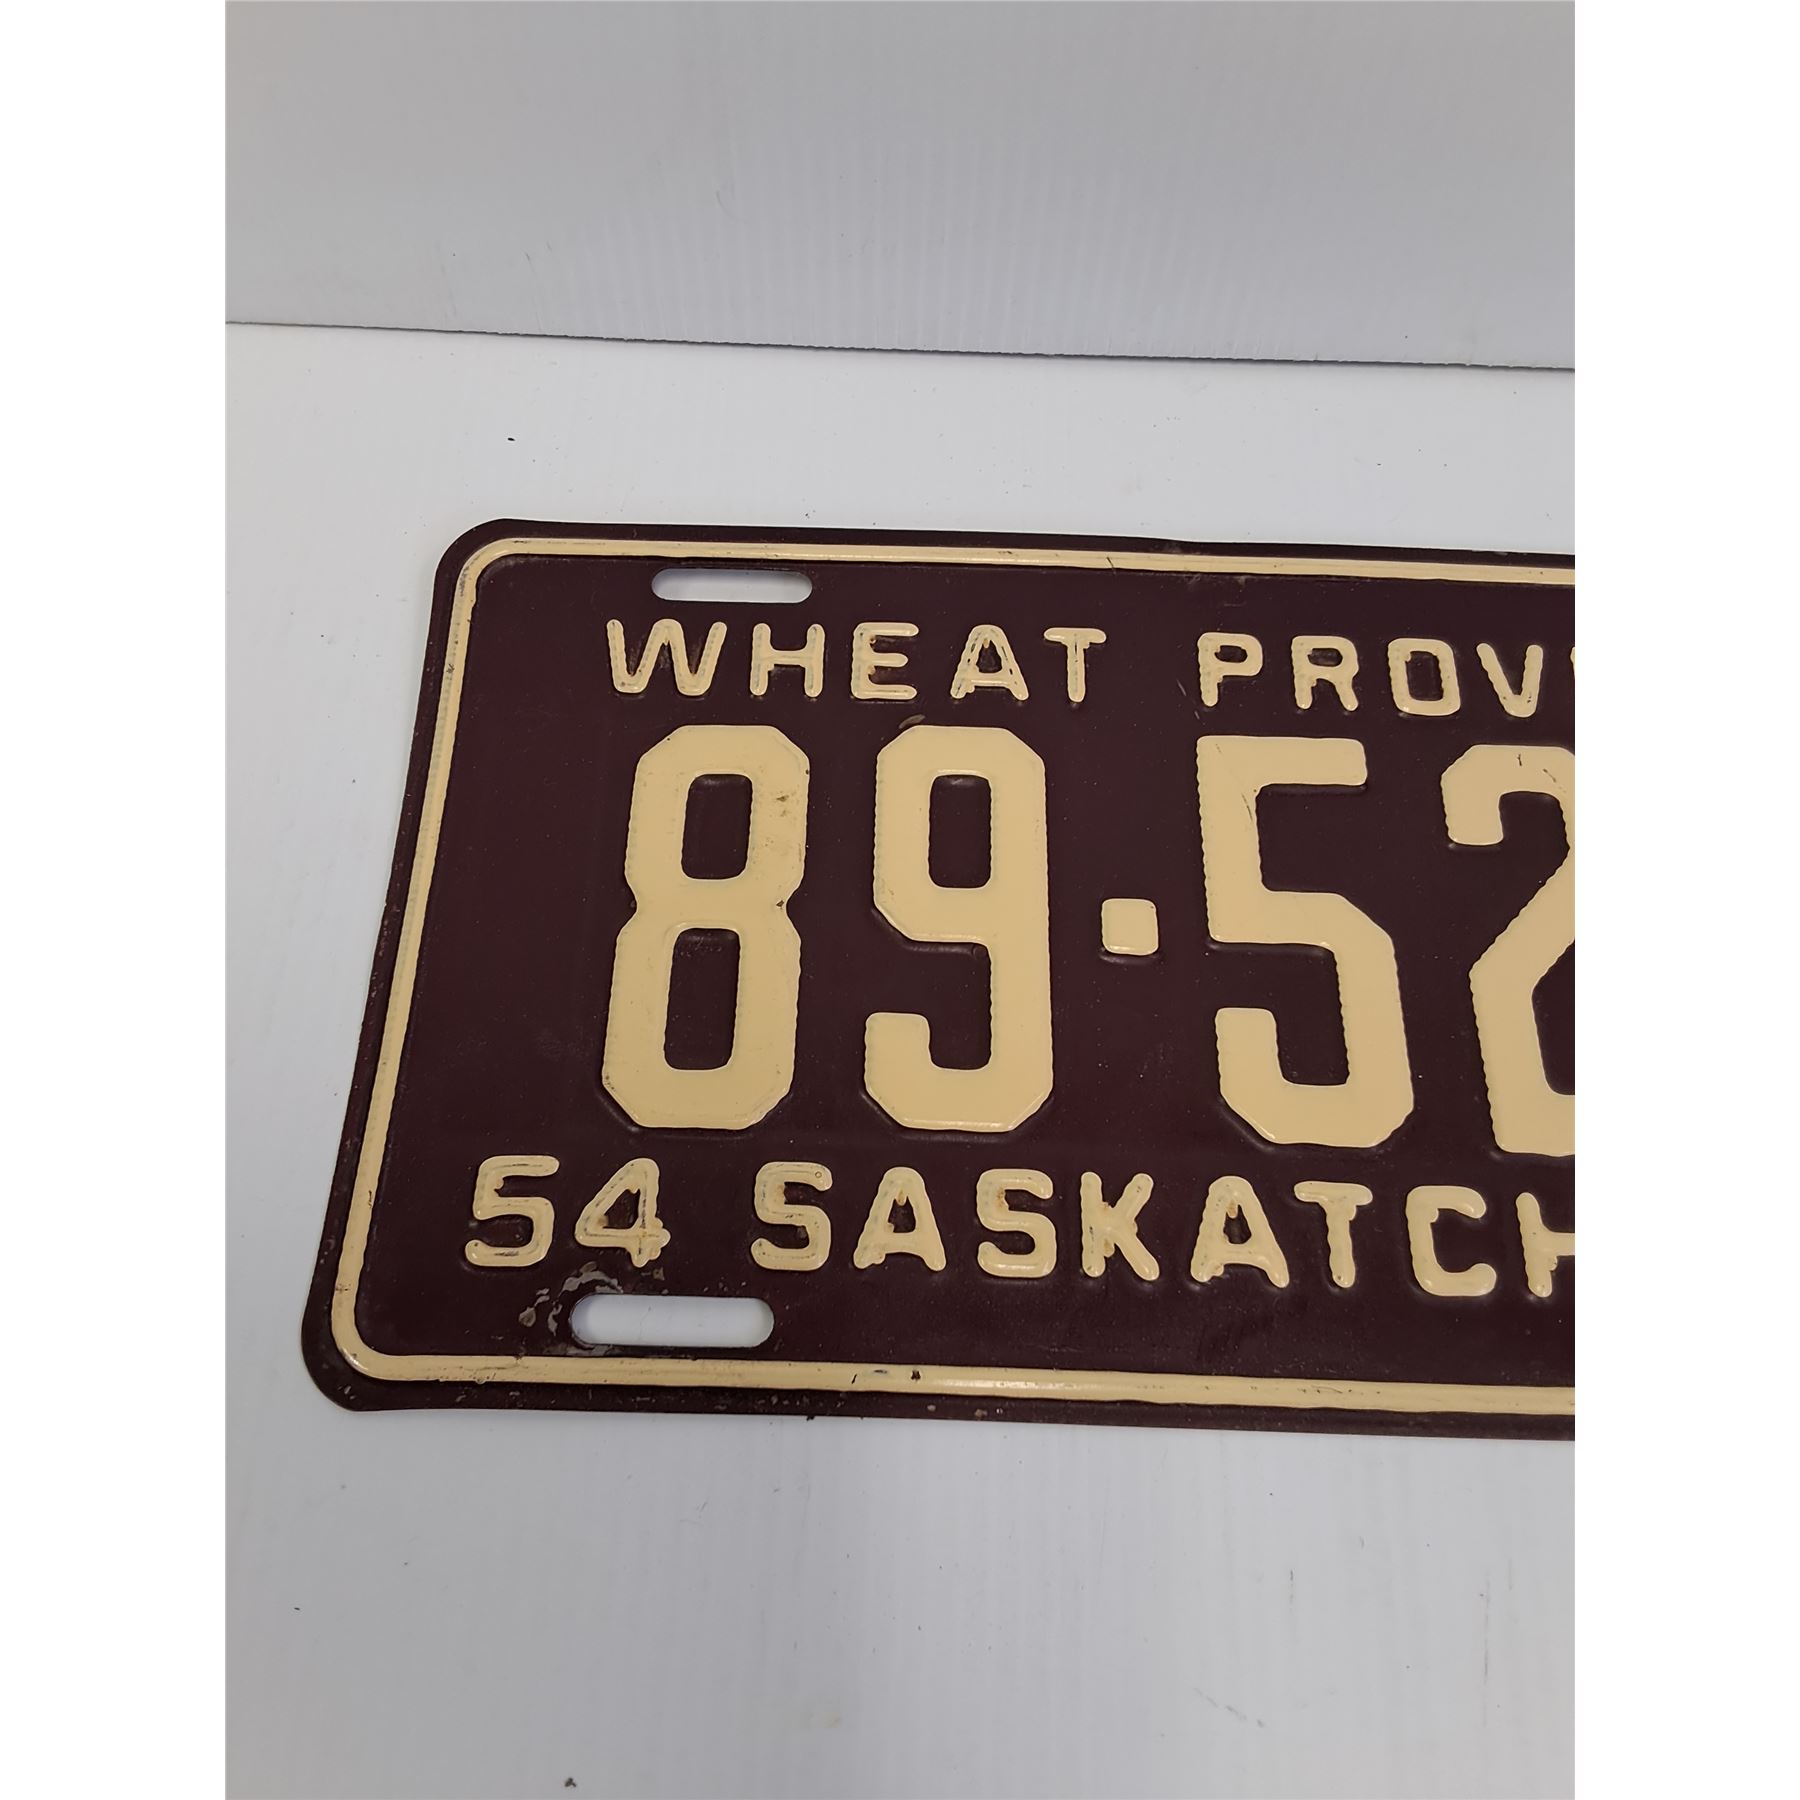 WHEAT PROV
89·52
54 SASKATCH